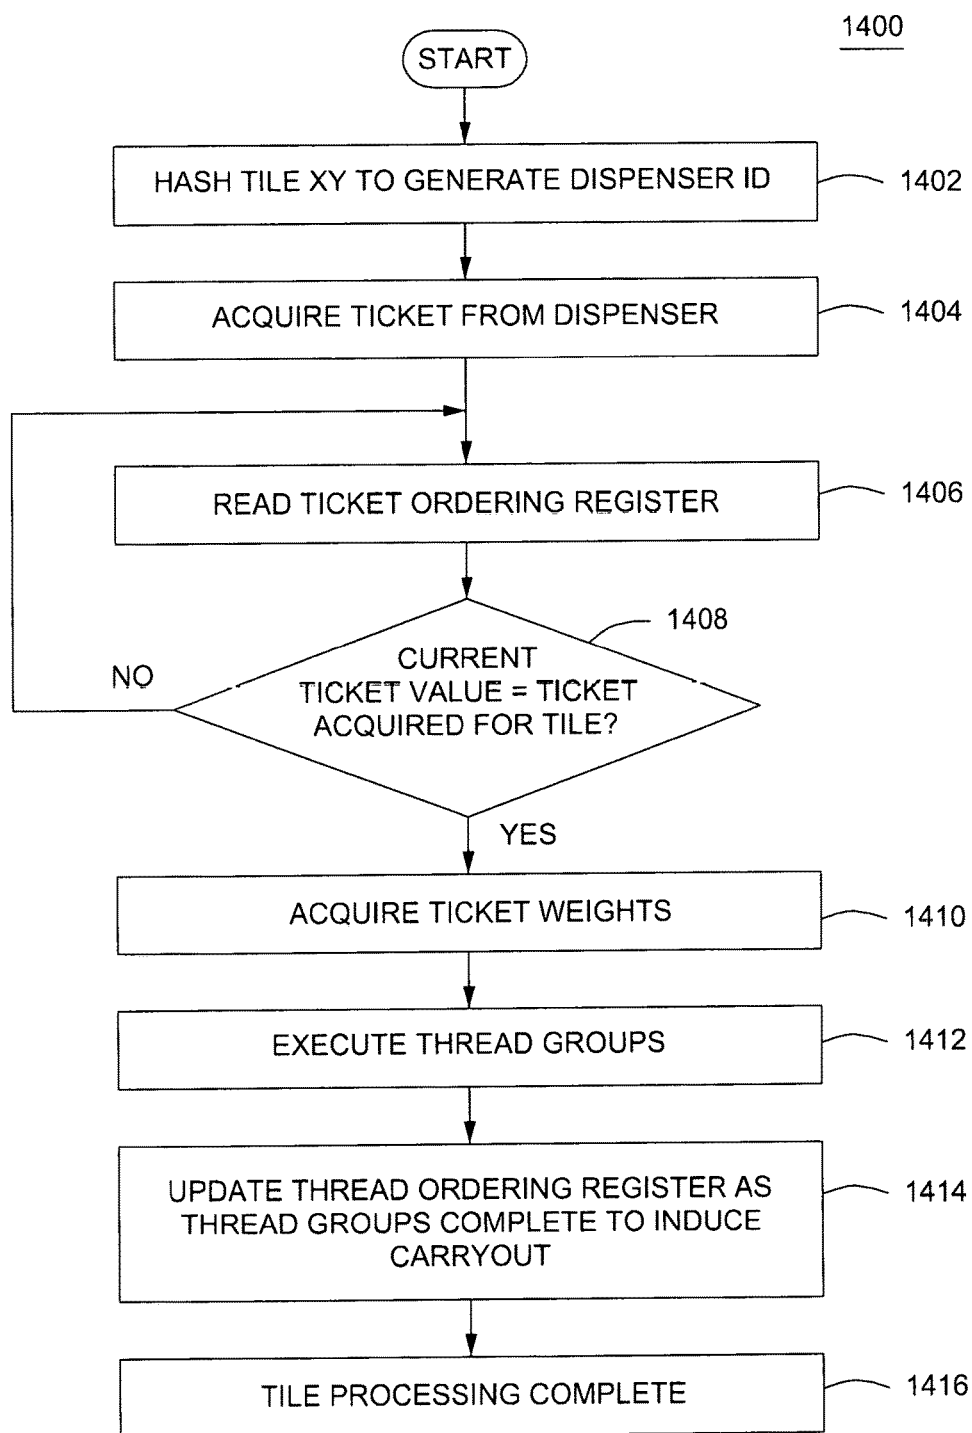 1400
START
HASH TILE XY TO GENERATE DISPENSER ID
1402
ACQUIRE TICKET FROM DISPENSER
1404
READ TICKET ORDERING REGISTER
1406
1408
CURRENT
TICKET VALUE = TICKET
ACQUIRED FOR TILE?
NO
YES
ACQUIRE TICKET WEIGHTS
1410
EXECUTE THREAD GROUPS
1412
UPDATE THREAD ORDERING REGISTER AS
THREAD GROUPS COMPLETE TO INDUCE
CARRYOUT
1414
TILE PROCESSING COMPLETE
1416